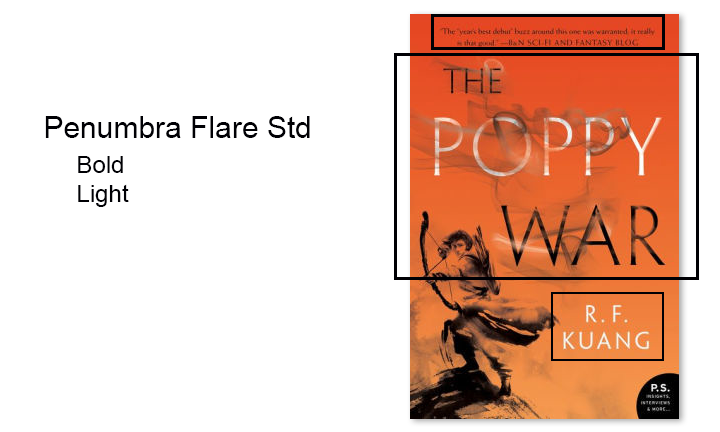 Penumbra Flare Std
Bold
Light
"The 'year's best debut' buzz around this one was warranted; it really
is that good." —B&N SCI-FI AND FANTASY BLOG
THE
POPPY
WAR
R. F.
KUANG
P.S.
INSIGHTS,
INTERVIEWS
& MORE...